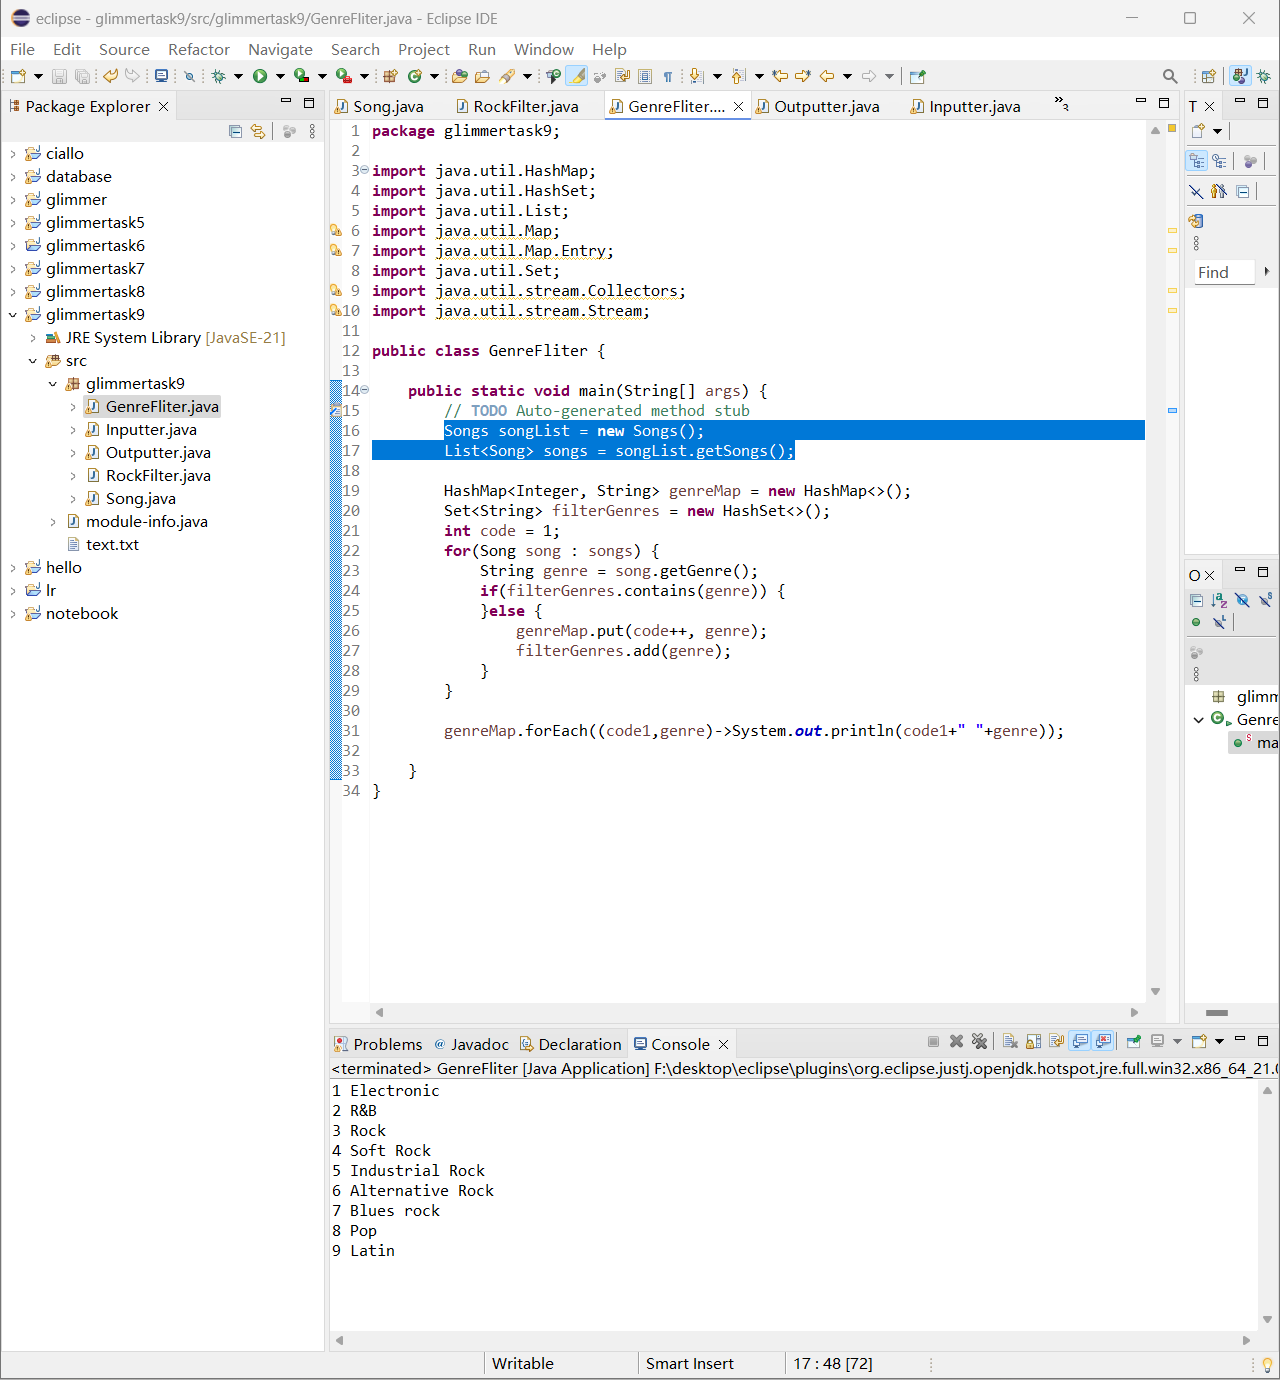 eclipse - glimmertask9/src/glimmertask9/GenreFliter.java - Eclipse IDE
File Edit Source Refactor Navigate Search Project Run Window Help
Package Explorer
ciallo
database
glimmer
glimmertask5
glimmertask6
glimmertask7
glimmertask8
glimmertask9
JRE System Library [JavaSE-21]
src
glimmertask9
GenreFliter.java
Inputter.java
Outputter.java
RockFilter.java
Song.java
module-info.java
text.txt
hello
lr
notebook
Song.java RockFilter.java GenreFliter.... Outputter.java Inputter.java »3
1 package glimmertask9;
2
3 import java.util.HashMap;
4 import java.util.HashSet;
5 import java.util.List;
6 import java.util.Map;
7 import java.util.Map.Entry;
8 import java.util.Set;
9 import java.util.stream.Collectors;
10 import java.util.stream.Stream;
11
12 public class GenreFliter {
13
14 public static void main(String[] args) {
15 // TODO Auto-generated method stub
16 Songs songList = new Songs();
17 List<Song> songs = songList.getSongs();
18
19 HashMap<Integer, String> genreMap = new HashMap<>();
20 Set<String> filterGenres = new HashSet<>();
21 int code = 1;
22 for(Song song : songs) {
23 String genre = song.getGenre();
24 if(filterGenres.contains(genre)) {
25 }else {
26 genreMap.put(code++, genre);
27 filterGenres.add(genre);
28 }
29 }
30
31 genreMap.forEach((code1,genre)->System.out.println(code1+" "+genre));
32
33 }
34 }
T
Find
O
glimm
Genre
ma
Problems Javadoc Declaration Console
<terminated> GenreFliter [Java Application] F:\desktop\eclipse\plugins\org.eclipse.justj.openjdk.hotspot.jre.full.win32.x86_64_21.0
1 Electronic
2 R&B
3 Rock
4 Soft Rock
5 Industrial Rock
6 Alternative Rock
7 Blues rock
8 Pop
9 Latin
Writable Smart Insert 17 : 48 [72]